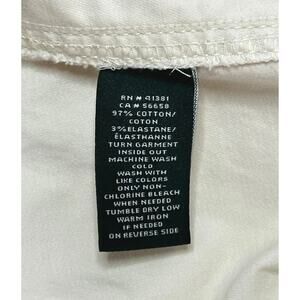 RN # 41381
CA # 56658
97% COTTON/
COTON
3% ELASTANE/
ÉLASTHANNE
TURN GARMENT
INSIDE OUT
MACHINE WASH
COLD
WASH WITH
LIKE COLORS
ONLY NON-
CHLORINE BLEACH
WHEN NEEDED
TUMBLE DRY LOW
WARM IRON
IF NEEDED
ON REVERSE SIDE